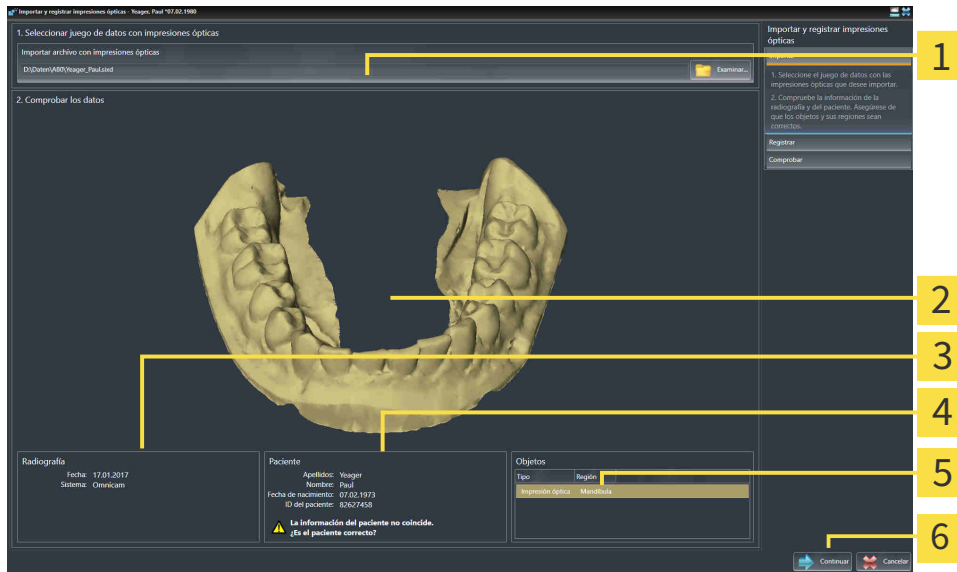 Importar y registrar impresiones ópticas - Yeager, Paul *07.02.1980
1. Seleccionar juego de datos con impresiones ópticas
Importar archivo con impresiones ópticas
D:\Daten\ABO\Yeager_Paul.sixd
Examinar...
2. Comprobar los datos
Radiografía
Fecha: 17.01.2017
Sistema: Omnicam
Paciente
Apellidos: Yeager
Nombre: Paul
Fecha de nacimiento: 07.02.1973
ID del paciente: 82627458
La información del paciente no coincide.
¿Es el paciente correcto?
Objetos
Tipo Región
Impresión óptica Mandíbula
Importar y registrar impresiones
ópticas
1. Seleccione el juego de datos con las
impresiones ópticas que desee importar.
2. Compruebe la información de la
radiografía y del paciente. Asegúrese de
que los objetos y sus regiones sean
correctos.
Registrar
Comprobar
Continuar
Cancelar
1
2
3
4
5
6